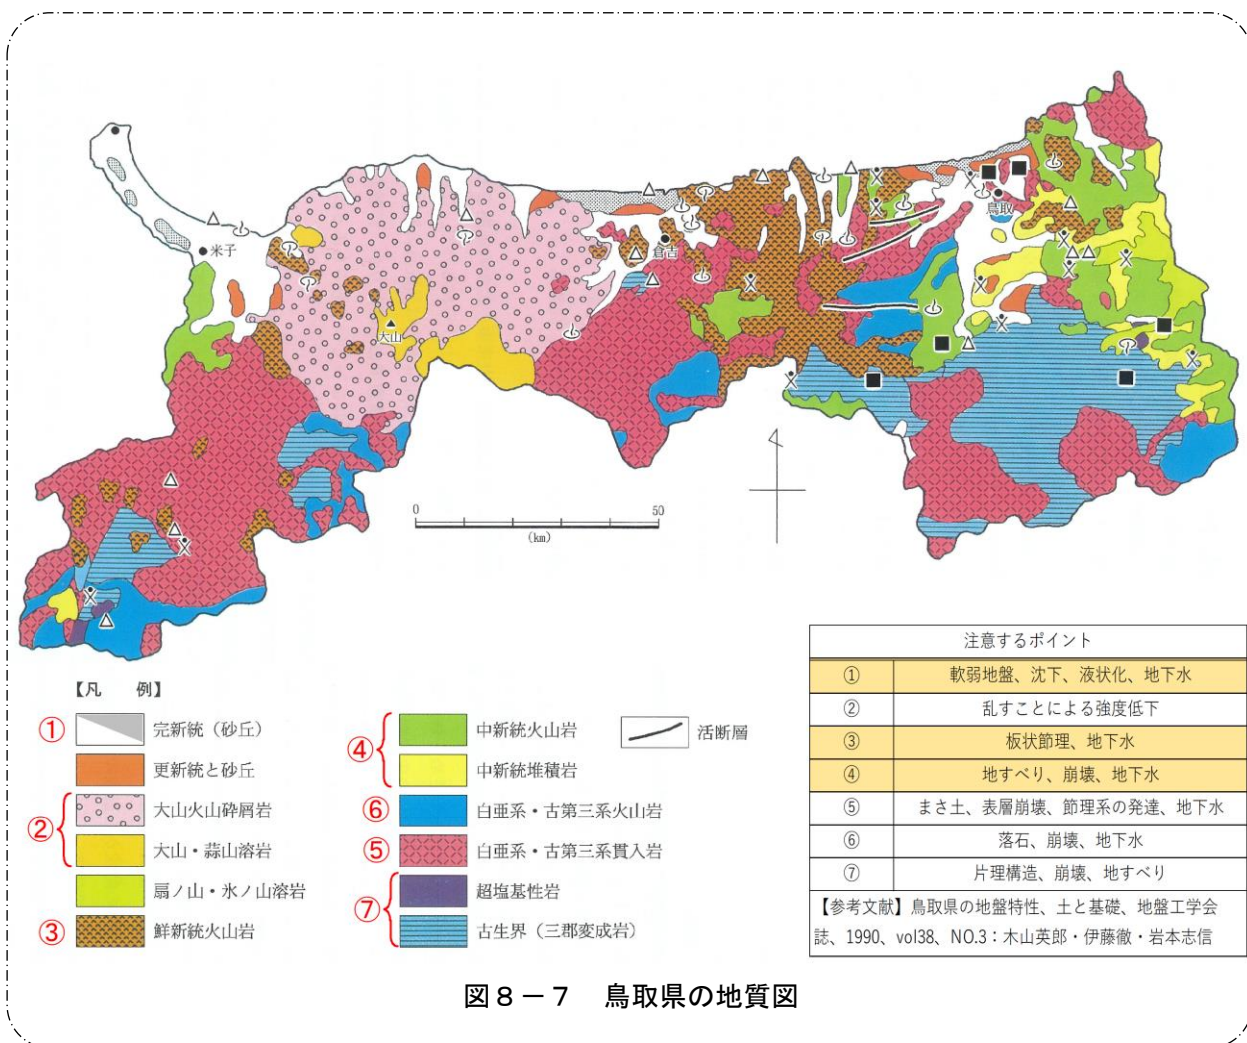 米子
大山
倉吉
鳥取
0 50
(km)
【凡　例】
① 完新統（砂丘）
更新統と砂丘
② 大山火山砕屑岩
大山・蒜山溶岩
扇ノ山・氷ノ山溶岩
③ 鮮新統火山岩
④ 中新統火山岩
中新統堆積岩
⑥ 白亜系・古第三系火山岩
⑤ 白亜系・古第三系貫入岩
⑦ 超塩基性岩
古生界（三郡変成岩）
活断層
注意するポイント
① 軟弱地盤、沈下、液状化、地下水
② 乱すことによる強度低下
③ 板状節理、地下水
④ 地すべり、崩壊、地下水
⑤ まさ土、表層崩壊、節理系の発達、地下水
⑥ 落石、崩壊、地下水
⑦ 片理構造、崩壊、地すべり
【参考文献】鳥取県の地盤特性、土と基礎、地盤工学会
誌、1990、vol38、NO.3：木山英郎・伊藤徹・岩本志信
図８－７　鳥取県の地質図